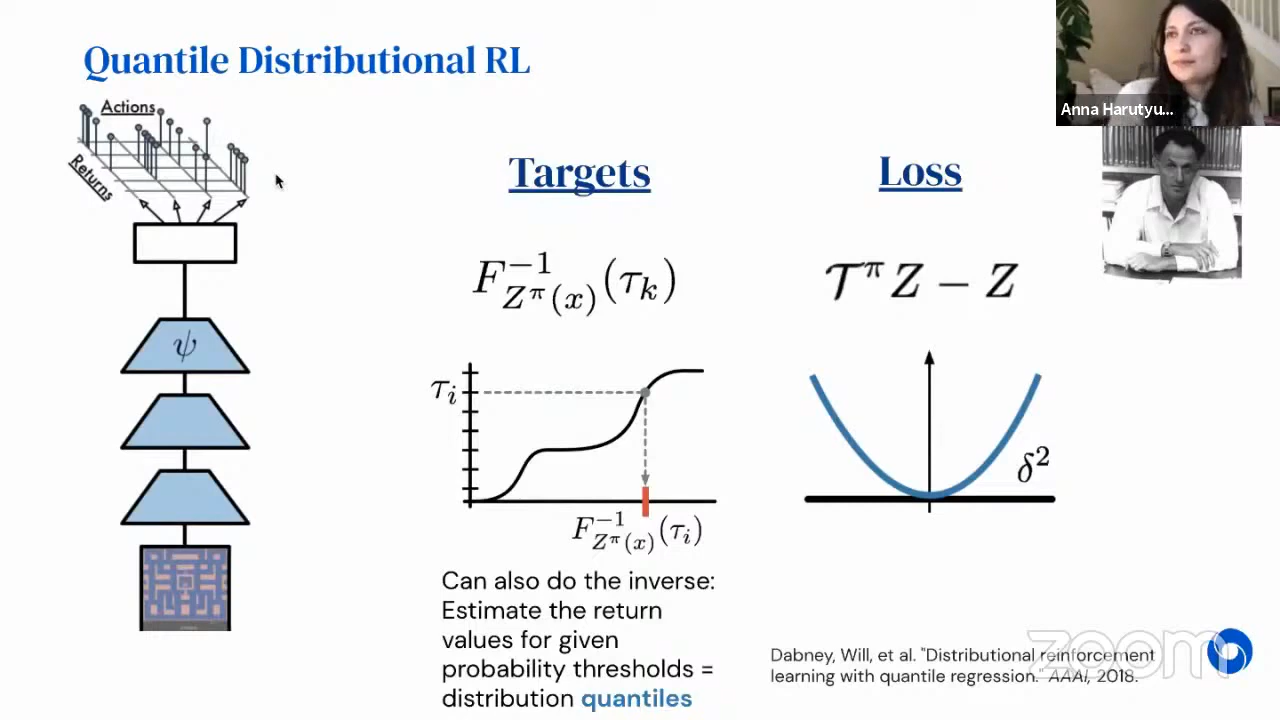 Quantile Distributional RL
Anna Harutyu...
Actions
Returns
ψ
Targets
F^{-1}_{Z^π(x)}(τ_k)
τ_i
F^{-1}_{Z^π(x)}(τ_i)
Can also do the inverse:
Estimate the return
values for given
probability thresholds =
distribution quantiles
Loss
𝒯^π Z − Z
δ²
Dabney, Will, et al. "Distributional reinforcement
learning with quantile regression." AAAI, 2018.
zoom